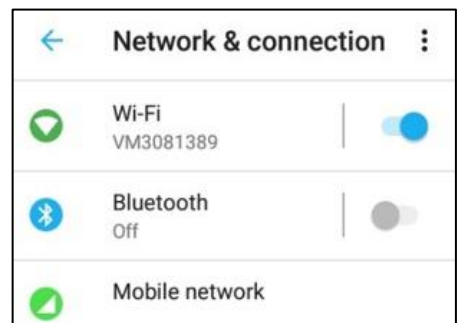 Network & connection
Wi-Fi
VM3081389
Bluetooth
Off
Mobile network